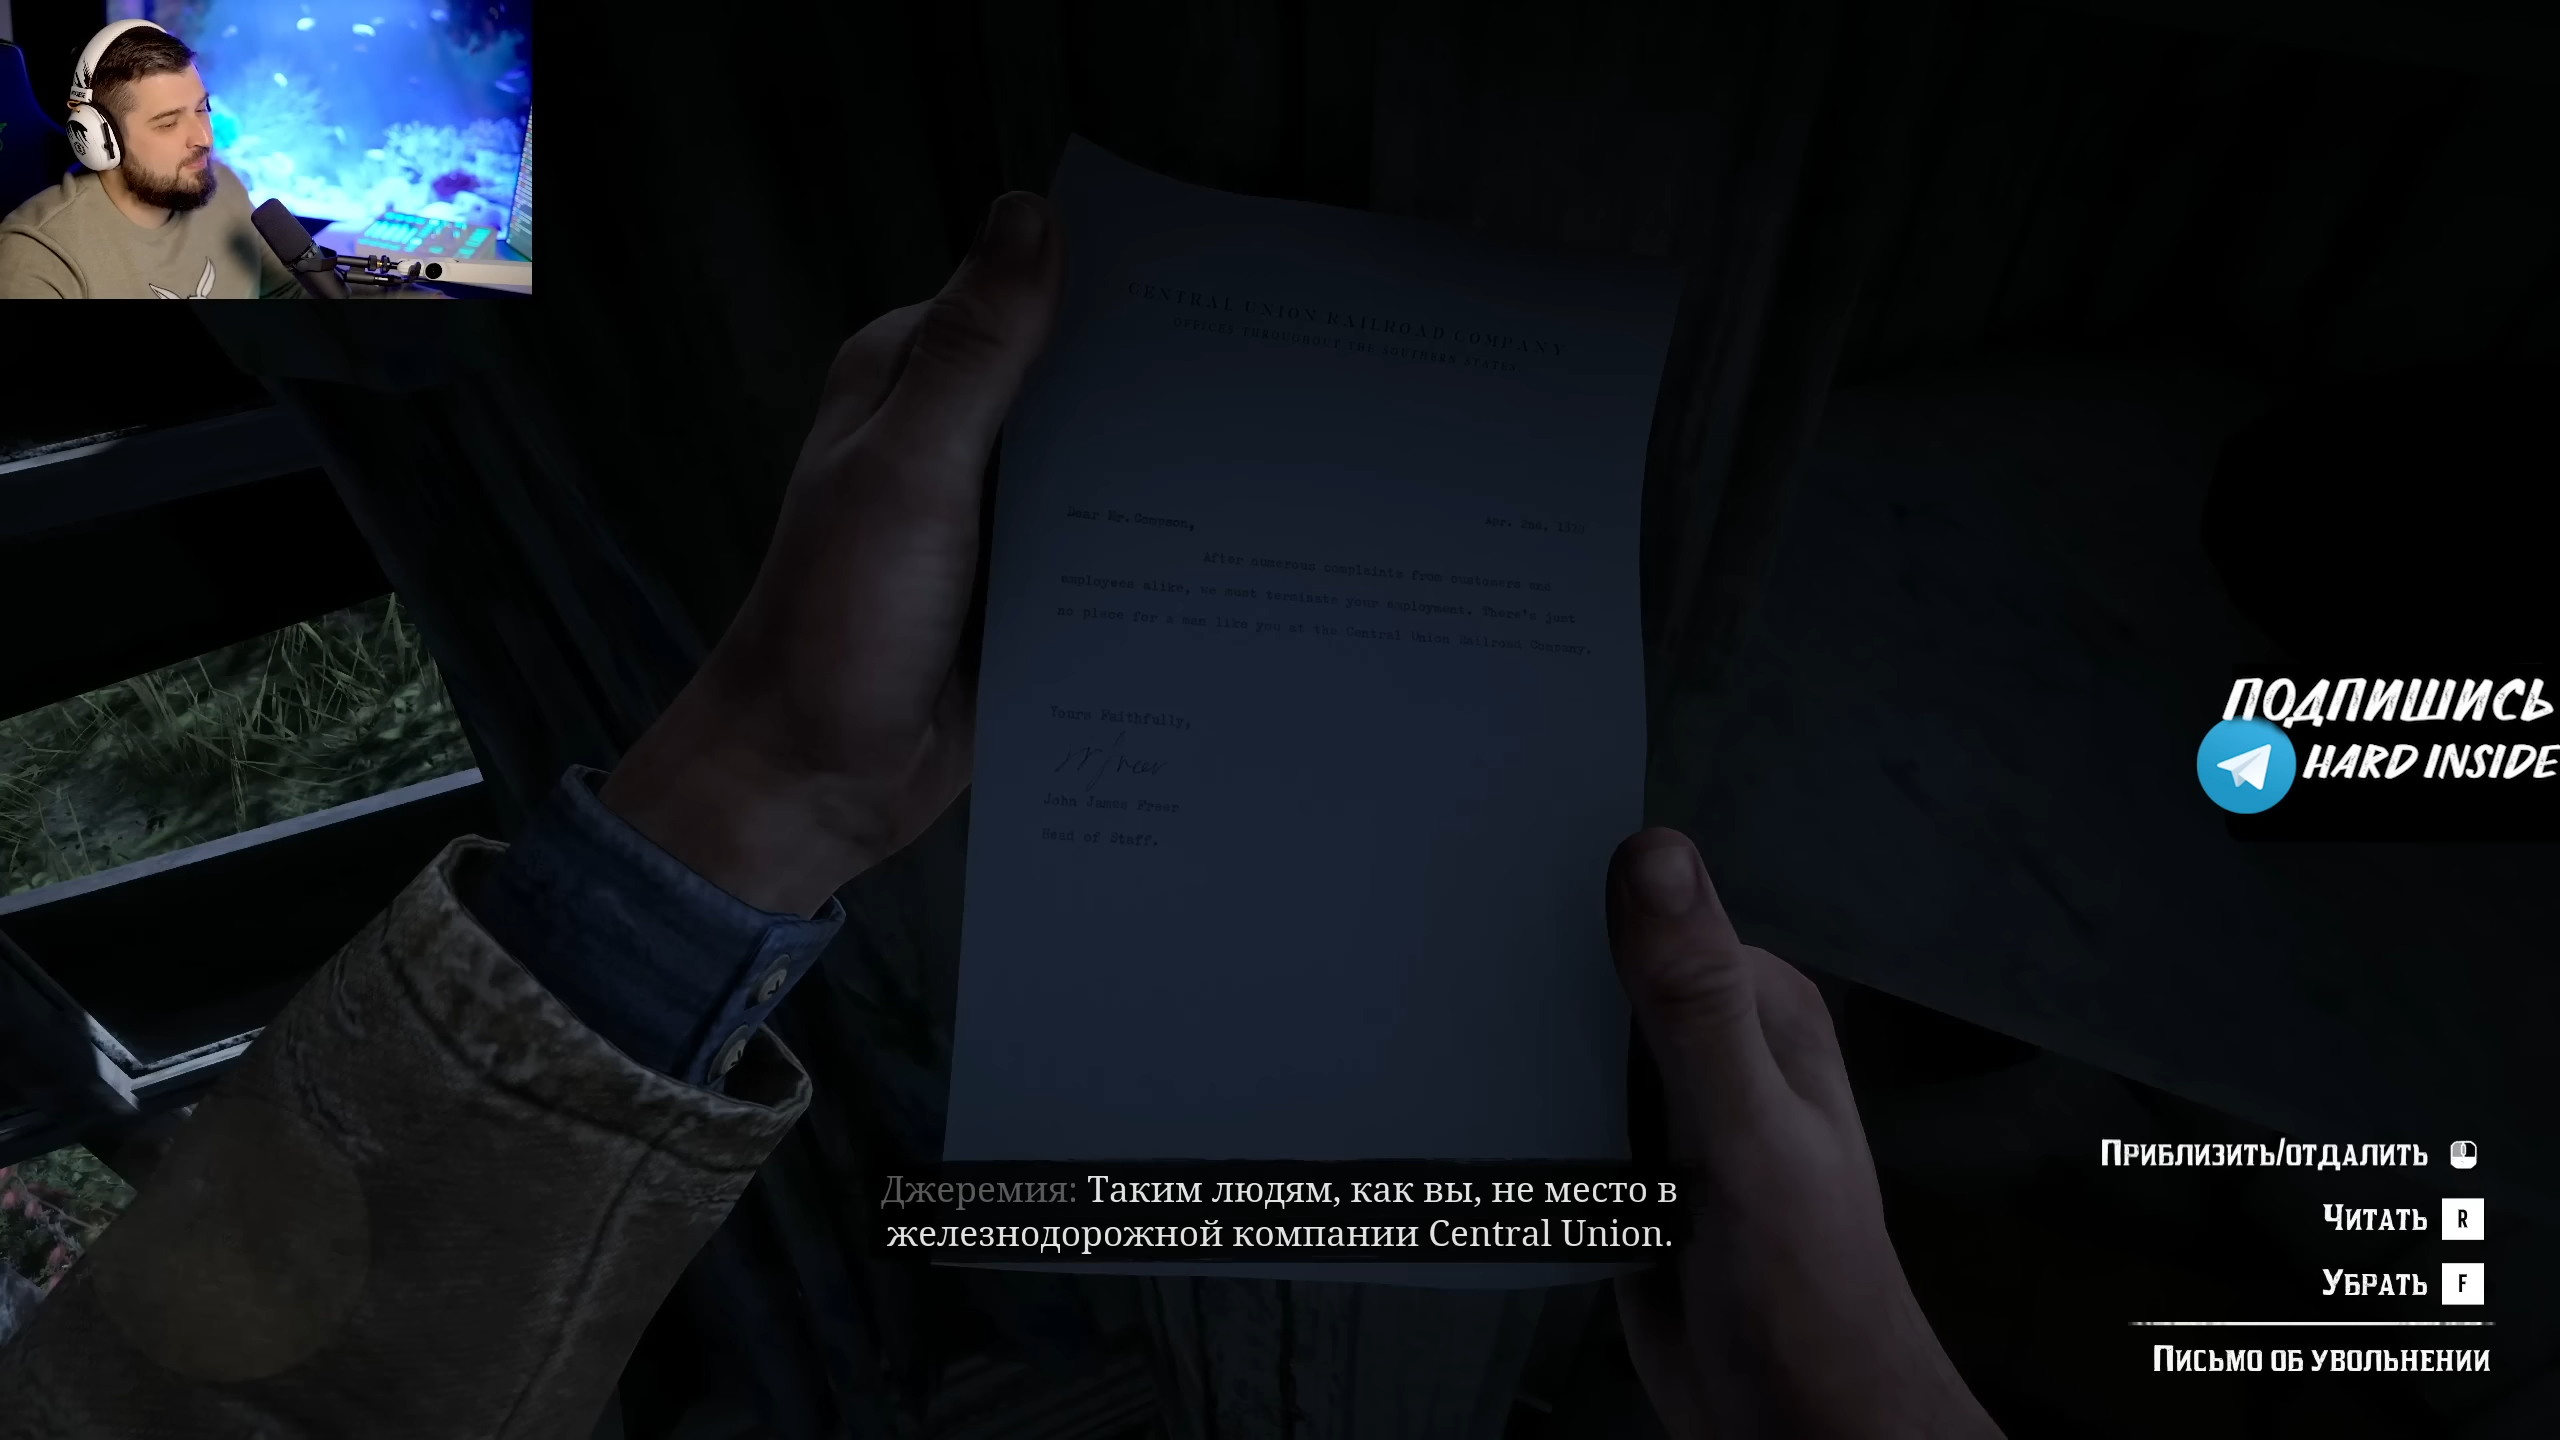 CENTRAL UNION RAILROAD COMPANY
OFFICES THROUGHOUT THE SOUTHERN STATES
Dear Mr. Compson,
Apr. 2nd,
After numerous complaints from customers and
employees alike, we must terminate your employment. There's just
no place for a man like you at the Central Union Railroad Company.
Yours Faithfully,
John James Freer
Head of Staff.
ПОДПИШИСЬ
HARD INSIDE
Джеремия: Таким людям, как вы, не место в
железнодорожной компании Central Union.
Приблизить/отдалить
Читать R
Убрать F
Письмо об увольнении